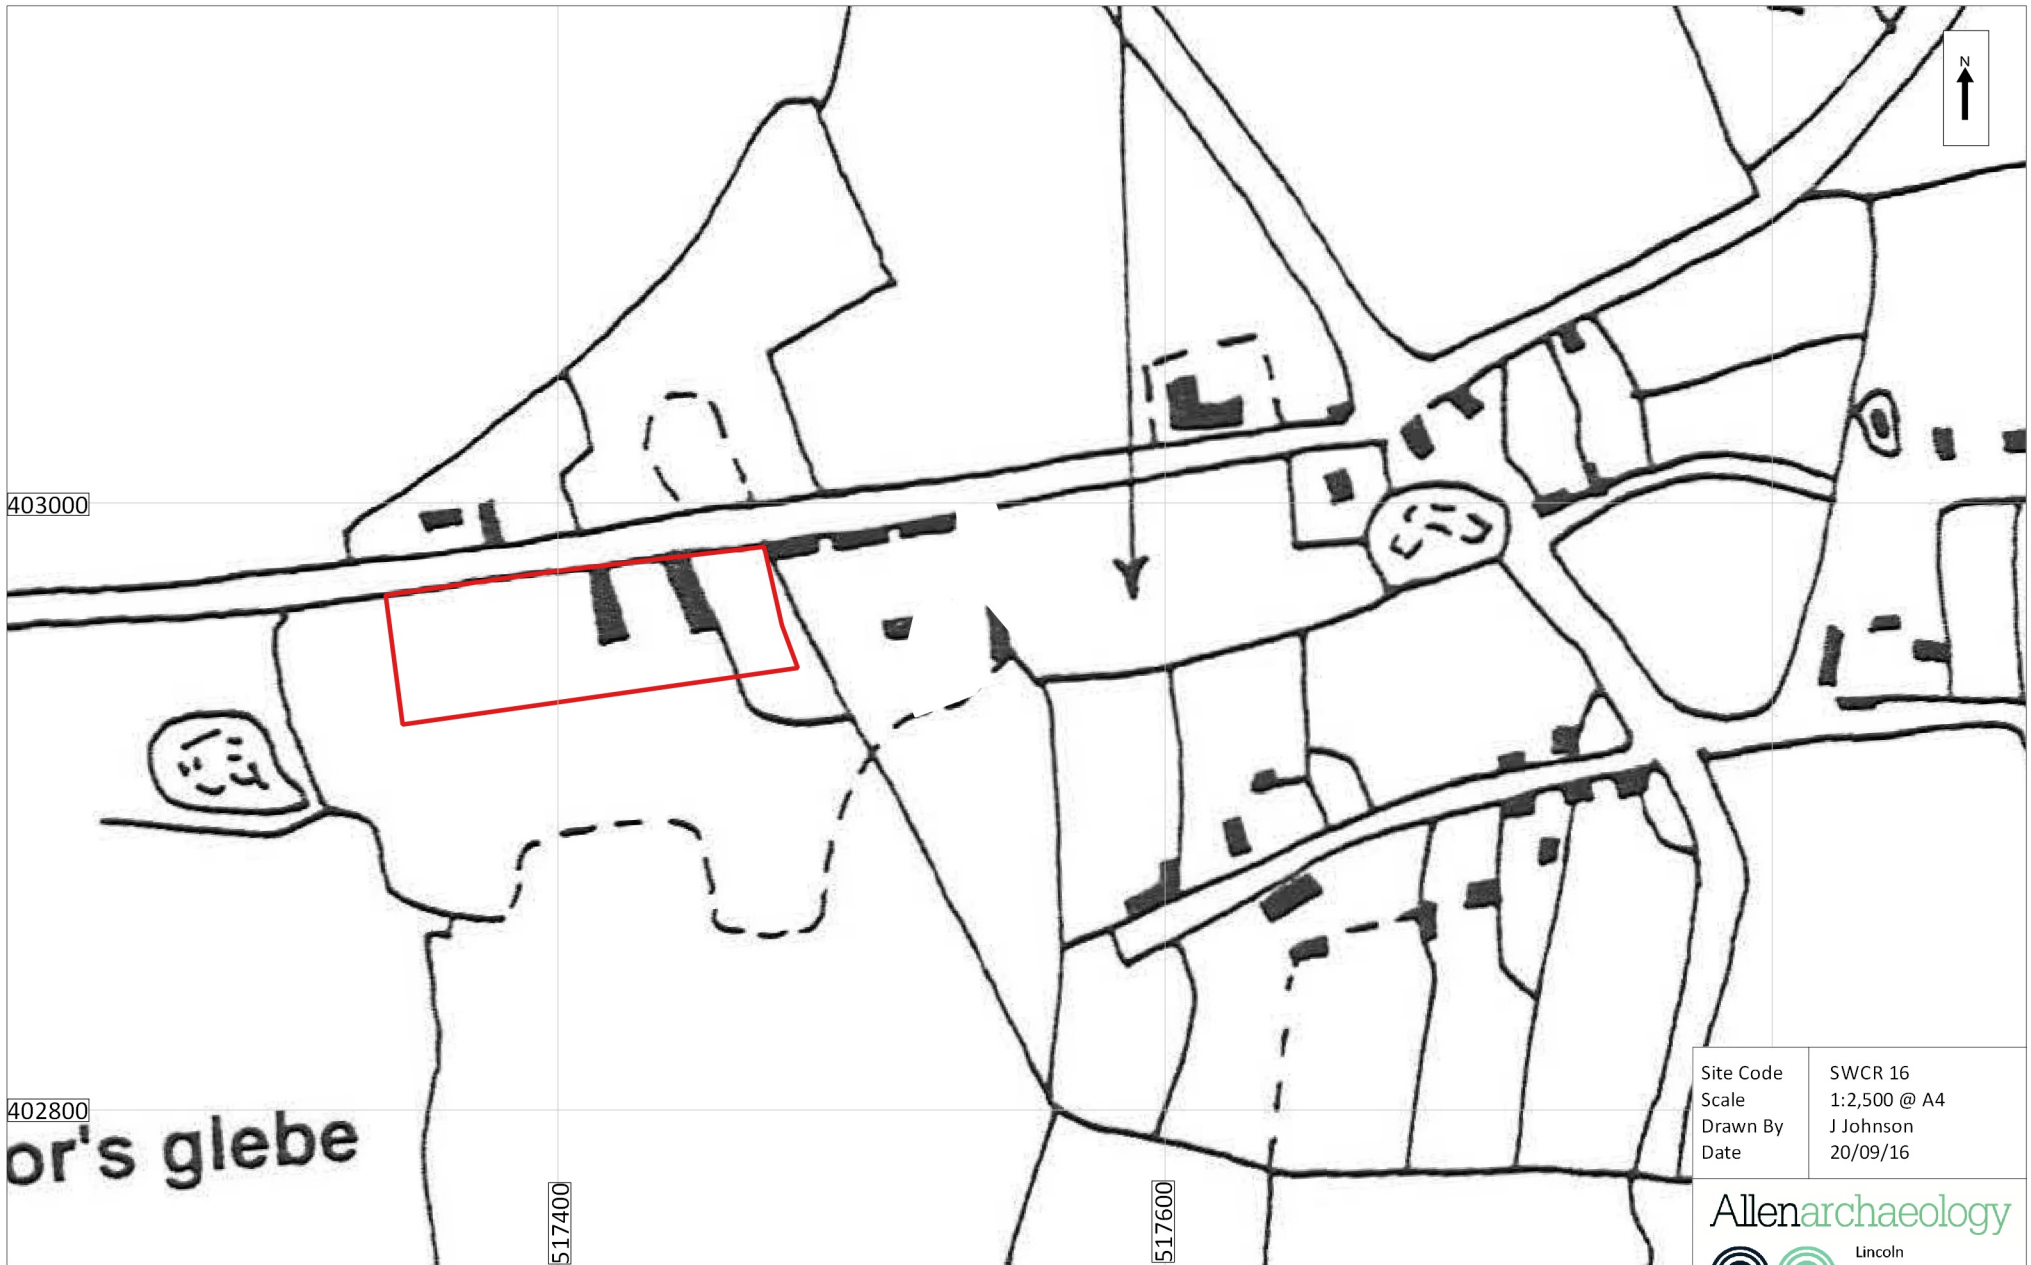 N
403000
402800
or's glebe
517400
517600
Site Code SWCR 16
Scale 1:2,500 @ A4
Drawn By J Johnson
Date 20/09/16
Allenarchaeology
Lincoln